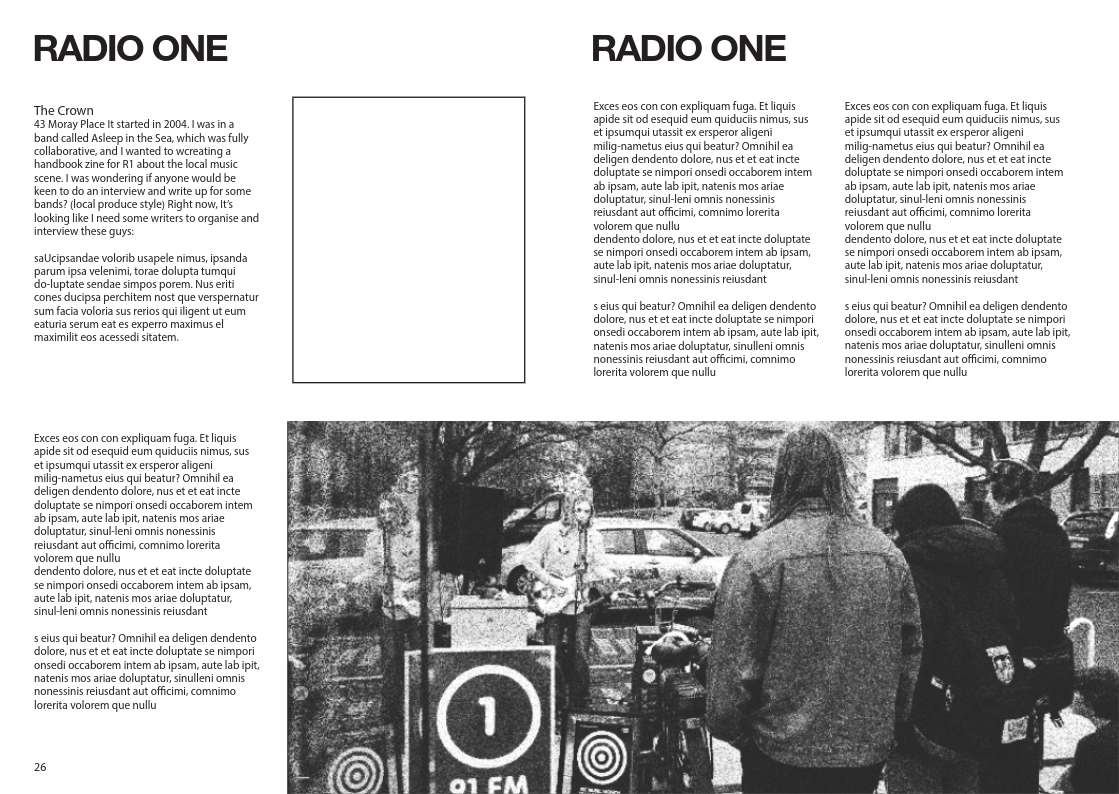 RADIO ONE
The Crown
43 Moray Place It started in 2004. I was in a
band called Asleep in the Sea, which was fully
collaborative, and I wanted to wcreating a
handbook zine for R1 about the local music
scene. I was wondering if anyone would be
keen to do an interview and write up for some
bands? (local produce style) Right now, It’s
looking like I need some writers to organise and
interview these guys:
saUcipsandae volorib usapele nimus, ipsanda
parum ipsa velenimi, torae dolupta tumqui
do-luptate sendae simpos porem. Nus eriti
cones ducipsa perchitem nost que verspernatur
sum facia voloria sus rerios qui iligent ut eum
eaturia serum eat es experro maximus el
maximilit eos acessedi sitatem.
Exces eos con con expliquam fuga. Et liquis
apide sit od esequid eum quiduciis nimus, sus
et ipsumqui utassit ex ersperor aligeni
milig-nametus eius qui beatur? Omnihil ea
deligen dendento dolore, nus et et eat incte
doluptate se nimpori onsedi occaborem intem
ab ipsam, aute lab ipit, natenis mos ariae
doluptatur, sinul-leni omnis nonessinis
reiusdant aut officimi, comnimo lorerita
volorem que nullu
dendento dolore, nus et et eat incte doluptate
se nimpori onsedi occaborem intem ab ipsam,
aute lab ipit, natenis mos ariae doluptatur,
sinul-leni omnis nonessinis reiusdant
s eius qui beatur? Omnihil ea deligen dendento
dolore, nus et et eat incte doluptate se nimpori
onsedi occaborem intem ab ipsam, aute lab ipit,
natenis mos ariae doluptatur, sinulleni omnis
nonessinis reiusdant aut officimi, comnimo
lorerita volorem que nullu
26
RADIO ONE
Exces eos con con expliquam fuga. Et liquis
apide sit od esequid eum quiduciis nimus, sus
et ipsumqui utassit ex ersperor aligeni
milig-nametus eius qui beatur? Omnihil ea
deligen dendento dolore, nus et et eat incte
doluptate se nimpori onsedi occaborem intem
ab ipsam, aute lab ipit, natenis mos ariae
doluptatur, sinul-leni omnis nonessinis
reiusdant aut officimi, comnimo lorerita
volorem que nullu
dendento dolore, nus et et eat incte doluptate
se nimpori onsedi occaborem intem ab ipsam,
aute lab ipit, natenis mos ariae doluptatur,
sinul-leni omnis nonessinis reiusdant
s eius qui beatur? Omnihil ea deligen dendento
dolore, nus et et eat incte doluptate se nimpori
onsedi occaborem intem ab ipsam, aute lab ipit,
natenis mos ariae doluptatur, sinulleni omnis
nonessinis reiusdant aut officimi, comnimo
lorerita volorem que nullu
Exces eos con con expliquam fuga. Et liquis
apide sit od esequid eum quiduciis nimus, sus
et ipsumqui utassit ex ersperor aligeni
milig-nametus eius qui beatur? Omnihil ea
deligen dendento dolore, nus et et eat incte
doluptate se nimpori onsedi occaborem intem
ab ipsam, aute lab ipit, natenis mos ariae
doluptatur, sinul-leni omnis nonessinis
reiusdant aut officimi, comnimo lorerita
volorem que nullu
dendento dolore, nus et et eat incte doluptate
se nimpori onsedi occaborem intem ab ipsam,
aute lab ipit, natenis mos ariae doluptatur,
sinul-leni omnis nonessinis reiusdant
s eius qui beatur? Omnihil ea deligen dendento
dolore, nus et et eat incte doluptate se nimpori
onsedi occaborem intem ab ipsam, aute lab ipit,
natenis mos ariae doluptatur, sinulleni omnis
nonessinis reiusdant aut officimi, comnimo
lorerita volorem que nullu
1
91 FM